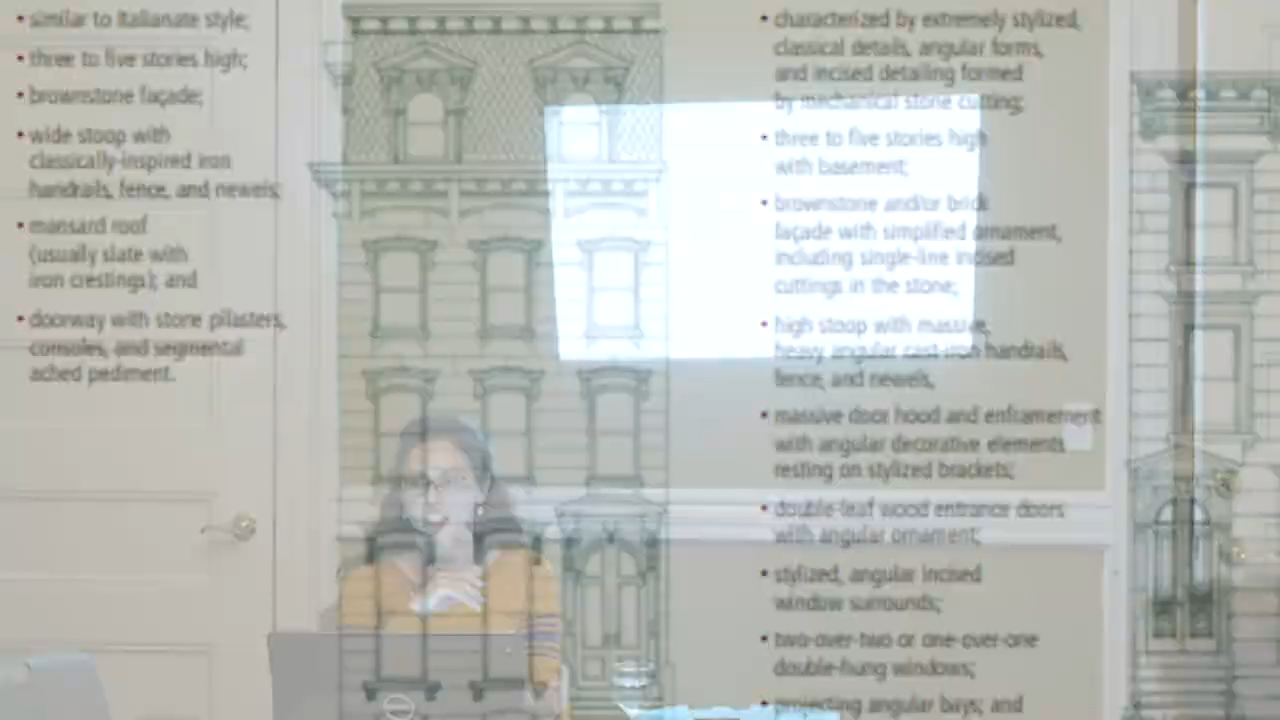 • similar to Italianate style;
• three to five stories high;
• brownstone façade;
• wide stoop with
classically-inspired iron
handrails, fence, and newels;
• mansard roof
(usually slate with
iron crestings); and
• doorway with stone pilasters,
consoles, and segmental
ached pediment.
• characterized by extremely stylized,
classical details, angular forms,
and incised detailing formed
by mechanical stone cutting;
• three to five stories high
with basement;
• brownstone and/or brick
façade with simplified ornament,
including single-line incised
cuttings in the stone;
• high stoop with massive,
heavy angular cast-iron handrails,
fence, and newels,
• massive door hood and enframement
with angular decorative elements
resting on stylized brackets;
• double-leaf wood entrance doors
with angular ornament;
• stylized, angular incised
window surrounds;
• two-over-two or one-over-one
double-hung windows;
• projecting angular bays; and